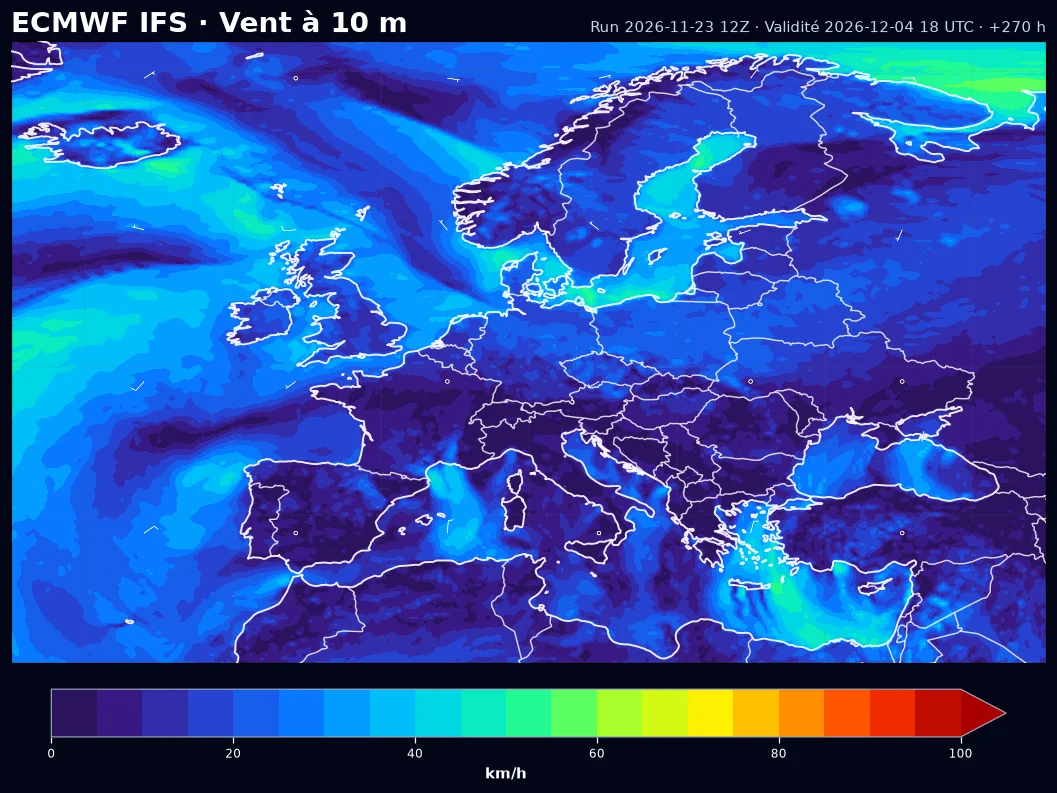 ECMWF IFS · Vent à 10 m
Run 2026-11-23 12Z · Validité 2026-12-04 18 UTC · +270 h
0 20 40 60 80 100
km/h